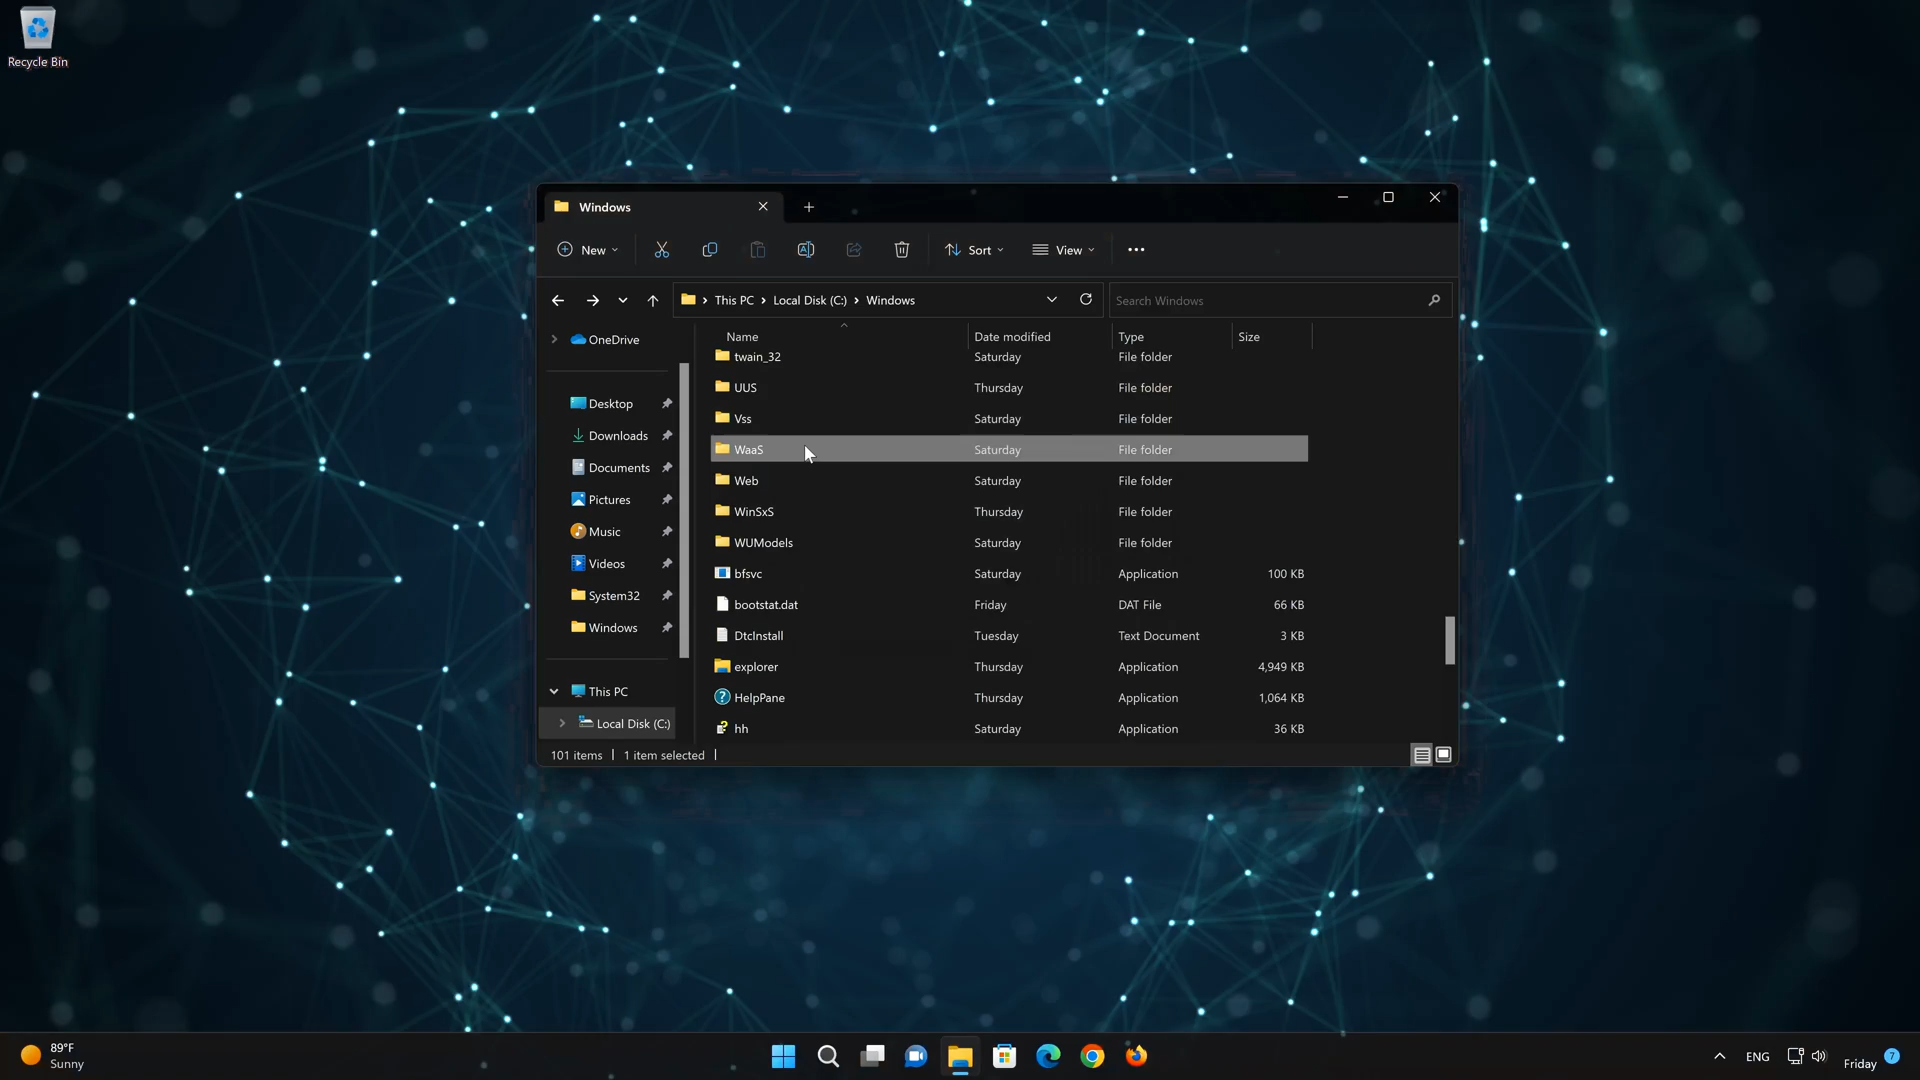 Recycle Bin
Windows
New
Sort
View
This PC
Local Disk (C:)
Windows
Search Windows
OneDrive
Desktop
Downloads
Documents
Pictures
Music
Videos
System32
Windows
This PC
Local Disk (C:)
Name Date modified Type Size
twain_32 Saturday File folder
UUS Thursday File folder
Vss Saturday File folder
WaaS Saturday File folder
Web Saturday File folder
WinSxS Thursday File folder
WUModels Saturday File folder
bfsvc Saturday Application 100 KB
bootstat.dat Friday DAT File 66 KB
DtcInstall Tuesday Text Document 3 KB
explorer Thursday Application 4,949 KB
HelpPane Thursday Application 1,064 KB
hh Saturday Application 36 KB
101 items 1 item selected
89°F
Sunny
ENG
Friday 7